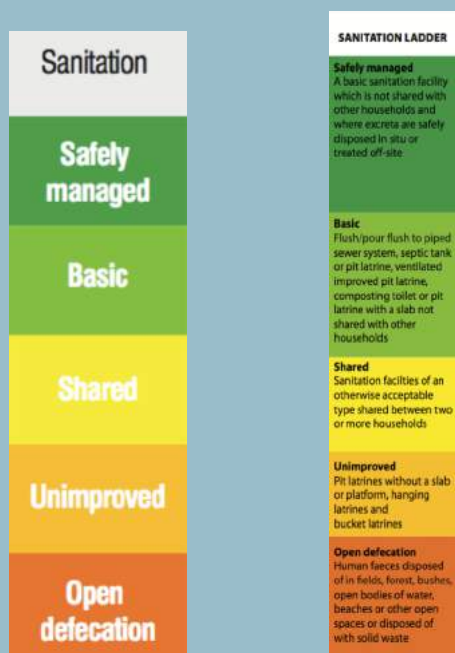 Sanitation
Safely
managed
Basic
Shared
Unimproved
Open
defecation
SANITATION LADDER
Safely managed
A basic sanitation facility
which is not shared with
other households and
where excreta are safely
disposed in situ or
treated off-site
Basic
Flush/pour flush to piped
sewer system, septic tank
or pit latrine, ventilated
improved pit latrine,
composting toilet or pit
latrine with a slab not
shared with other
households
Shared
Sanitation facilties of an
otherwise acceptable
type shared between two
or more households
Unimproved
Pit latrines without a slab
or platform, hanging
latrines and
bucket latrines
Open defecation
Human faeces disposed
of in fields, forest, bushes,
open bodies of water,
beaches or other open
spaces or disposed of
with solid waste